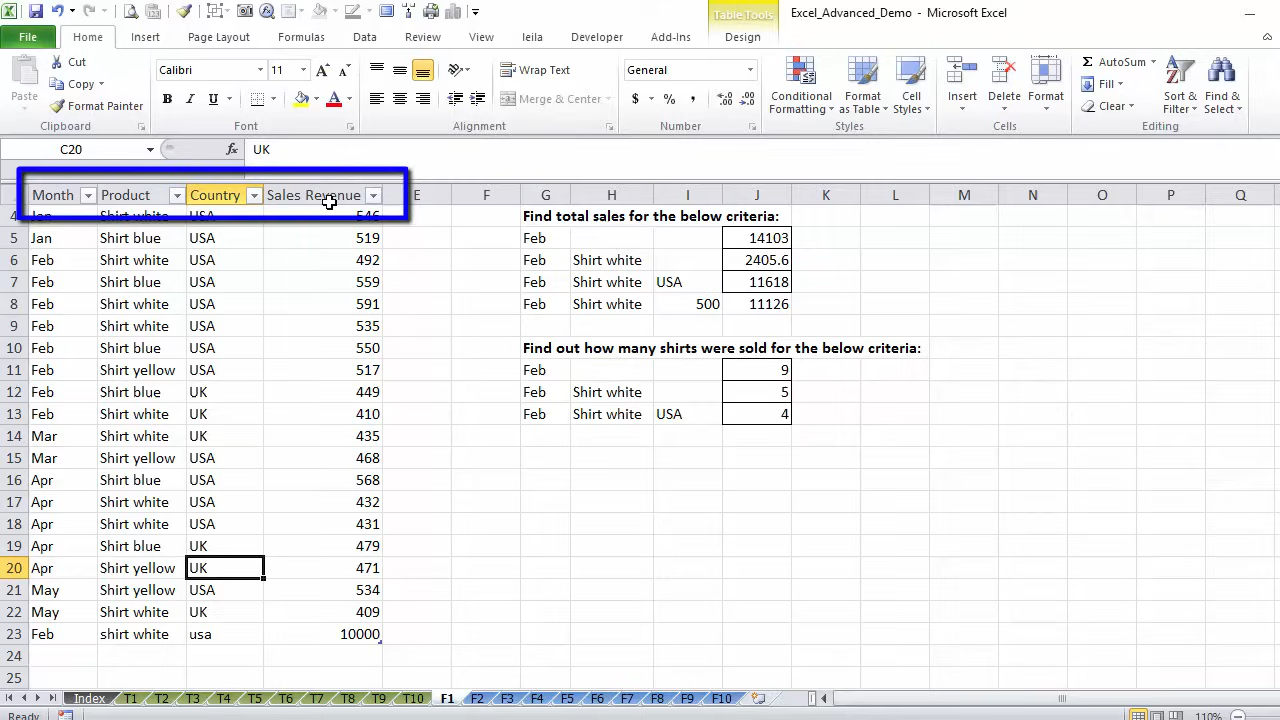 Table Tools
Excel_Advanced_Demo - Microsoft Excel
File Home Insert Page Layout Formulas Data Review View leila Developer Add-Ins Design
Paste
Cut
Copy
Format Painter
Clipboard
Calibri 11
B I U
Font
Wrap Text
Merge & Center
Alignment
General
$ % ,
Number
Conditional Formatting
Format as Table
Cell Styles
Styles
Insert Delete Format
Cells
Σ AutoSum
Fill
Clear
Sort & Filter
Find & Select
Editing
C20 fx UK
Month Product Country Sales Revenue E F G H I J K L M N O P Q
4 Jan Shirt white USA 546 Find total sales for the below criteria:
5 Jan Shirt blue USA 519 Feb 14103
6 Feb Shirt white USA 492 Feb Shirt white 2405.6
7 Feb Shirt blue USA 559 Feb Shirt white USA 11618
8 Feb Shirt white USA 591 Feb Shirt white 500 11126
9 Feb Shirt white USA 535
10 Feb Shirt blue USA 550 Find out how many shirts were sold for the below criteria:
11 Feb Shirt yellow USA 517 Feb 9
12 Feb Shirt blue UK 449 Feb Shirt white 5
13 Feb Shirt white UK 410 Feb Shirt white USA 4
14 Mar Shirt white UK 435
15 Mar Shirt yellow USA 468
16 Apr Shirt blue USA 568
17 Apr Shirt white USA 432
18 Apr Shirt white USA 431
19 Apr Shirt blue UK 479
20 Apr Shirt yellow UK 471
21 May Shirt yellow USA 534
22 May Shirt white UK 409
23 Feb shirt white usa 10000
24
25
Index T1 T2 T3 T4 T5 T6 T7 T8 T9 T10 F1 F2 F3 F4 F5 F6 F7 F8 F9 F10
Ready 110%